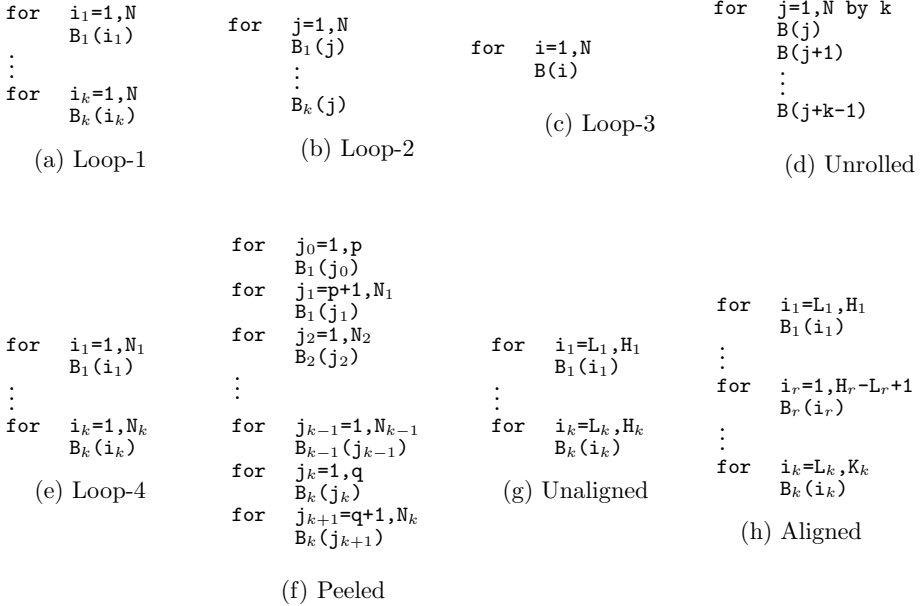 for i₁=1,N
B₁(i₁)
⋮
for iₖ=1,N
Bₖ(iₖ)
(a) Loop-1
for j=1,N
B₁(j)
⋮
Bₖ(j)
(b) Loop-2
for i=1,N
B(i)
(c) Loop-3
for j=1,N by k
B(j)
B(j+1)
⋮
B(j+k-1)
(d) Unrolled
for i₁=1,N₁
B₁(i₁)
⋮
for iₖ=1,Nₖ
Bₖ(iₖ)
(e) Loop-4
for j₀=1,p
B₁(j₀)
for j₁=p+1,N₁
B₁(j₁)
for j₂=1,N₂
B₂(j₂)
⋮
for jₖ₋₁=1,Nₖ₋₁
Bₖ₋₁(jₖ₋₁)
for jₖ=1,q
Bₖ(jₖ)
for jₖ₊₁=q+1,Nₖ
Bₖ(jₖ₊₁)
(f) Peeled
for i₁=L₁,H₁
B₁(i₁)
⋮
for iₖ=Lₖ,Hₖ
Bₖ(iₖ)
(g) Unaligned
for i₁=L₁,H₁
B₁(i₁)
⋮
for iᵣ=1,Hᵣ-Lᵣ+1
Bᵣ(iᵣ)
⋮
for iₖ=Lₖ,Kₖ
Bₖ(iₖ)
(h) Aligned